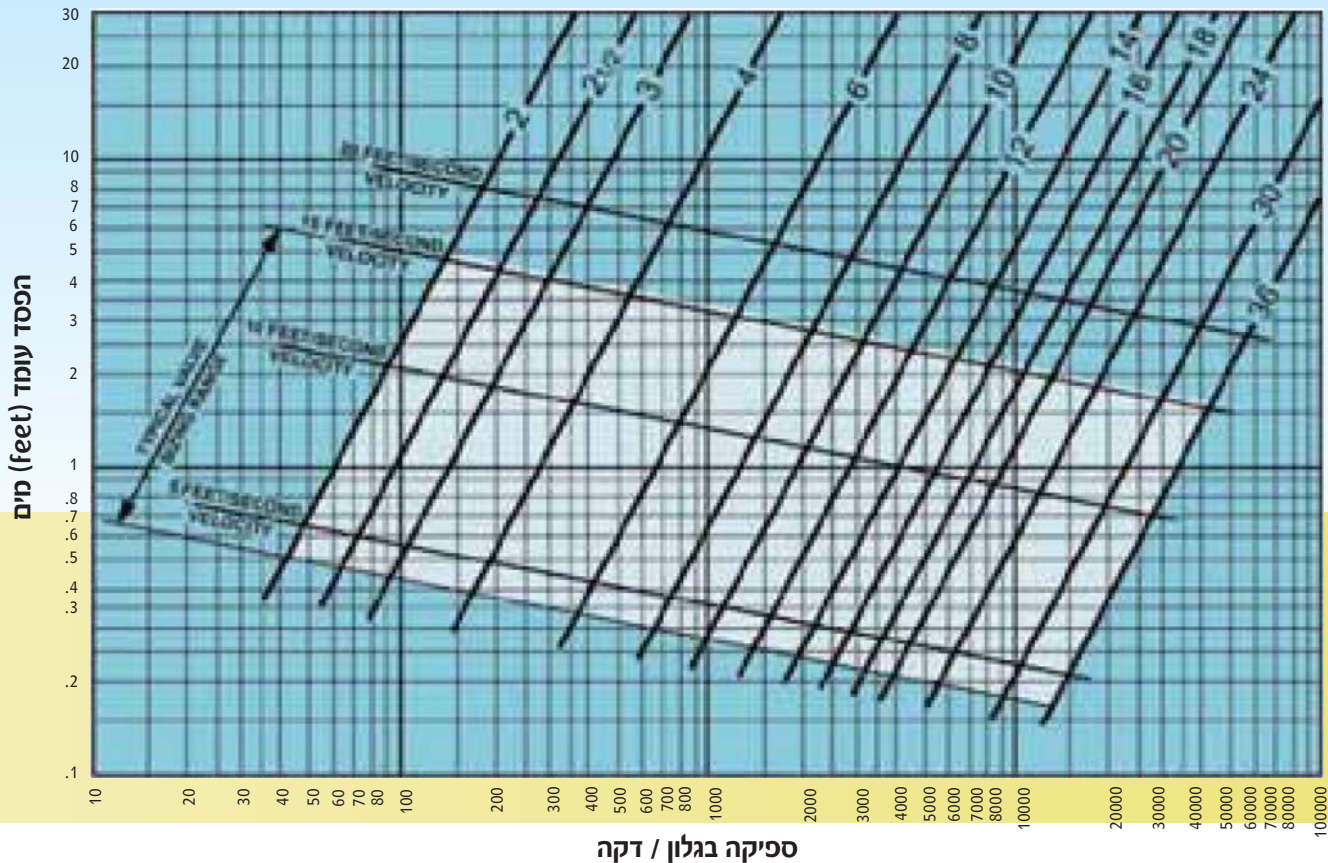 30
20
10
8
7
6
5
4
3
2
1
.8
.7
.6
.5
.4
.3
.2
.1
הפסד עומד (feet) מים
2
2 1/2
3
4
6
8
10
12
14
16
18
20
24
30
36
FEET/SECOND
VELOCITY
15 FEET/SECOND
VELOCITY
10 FEET/SECOND
VELOCITY
5 FEET/SECOND
VELOCITY
TYPICAL VALVE
SIZING RANGE
10 20 30 40 50 60 70 80 100 200 300 400 500 600 700 800 1000 2000 3000 4000 5000 6000 7000 8000 10000 20000 30000 40000 50000 60000 70000 80000 100000
ספיקה בגלון / דקה